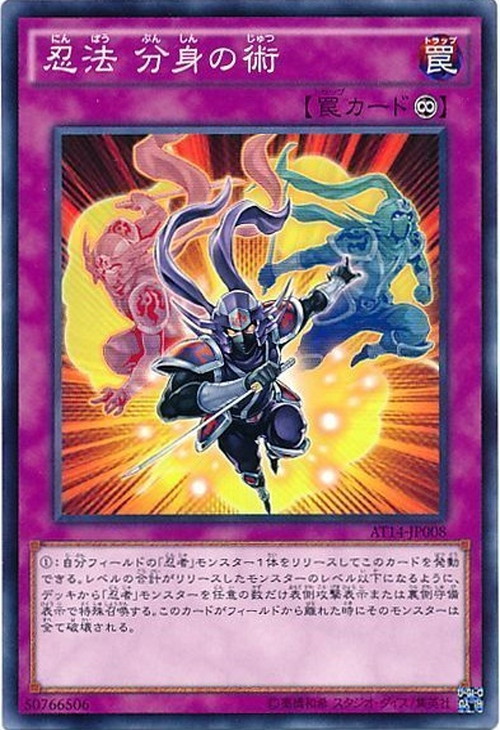 忍法 分身の術
にん ぽう ぶん しん じゅつ
罠
トラップ
【罠カード】
トラップ
AT14-JP008
①：自分フィールドの「忍者」モンスター１体をリリースしてこのカードを発動
できる。レベルの合計がリリースしたモンスターのレベル以下になるように、
デッキから「忍者」モンスターを任意の数だけ表側攻撃表示または裏側守備
表示で特殊召喚する。このカードがフィールドから離れた時にそのモンスターは
全て破壊される。
50766506
©高橋和希 スタジオ・ダイス/集英社